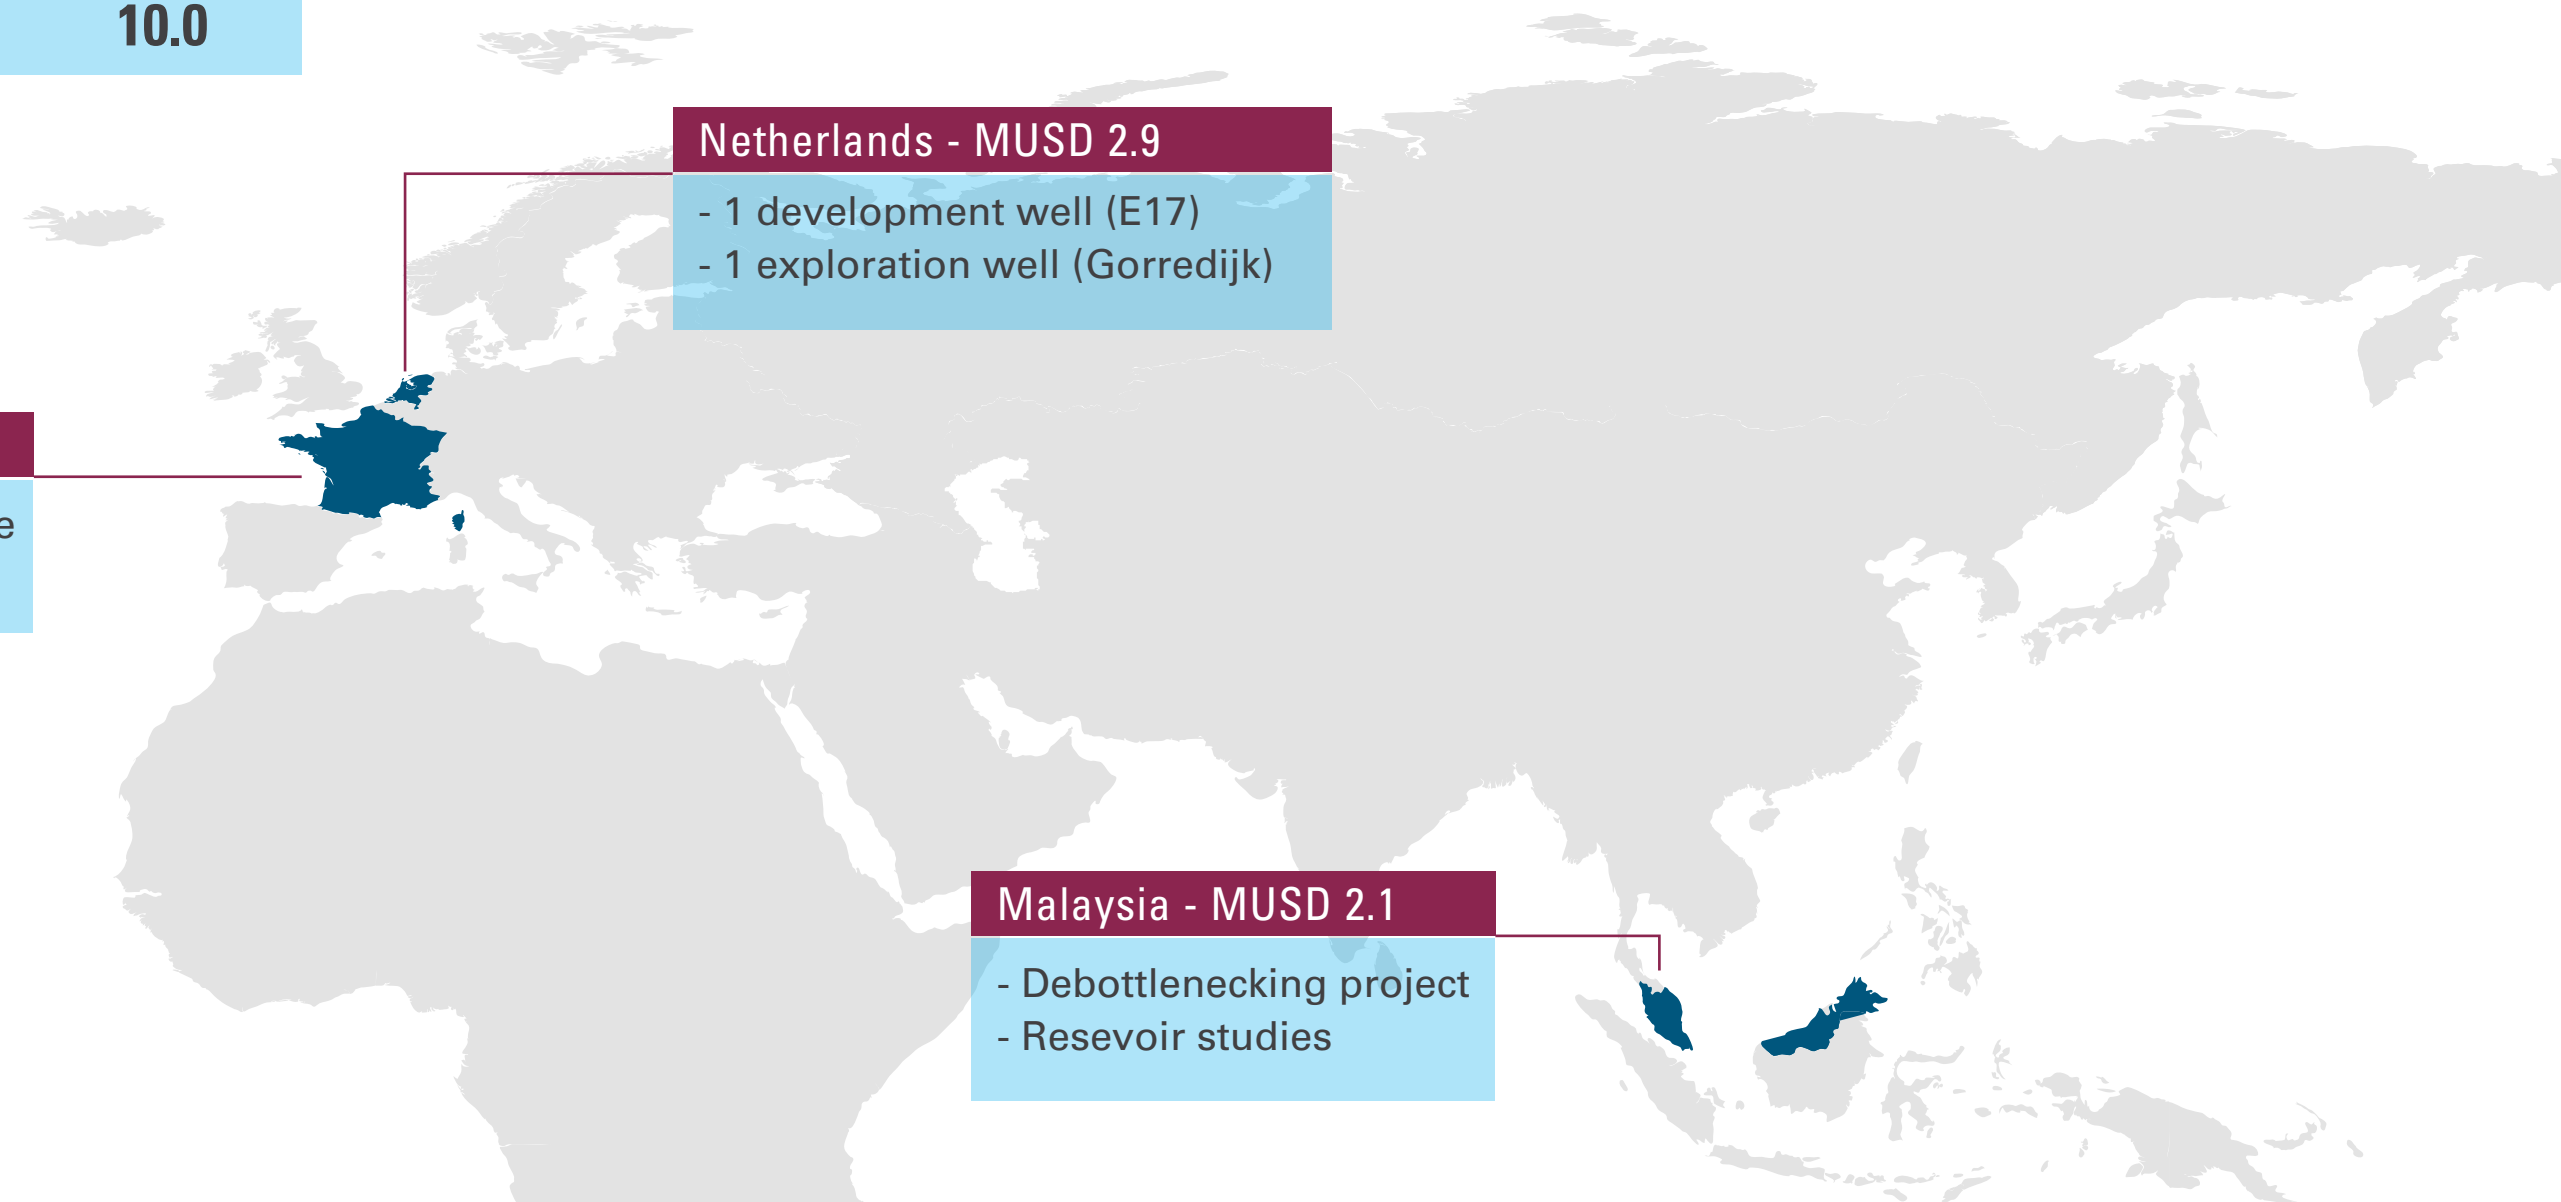 10.0
Netherlands - MUSD 2.9
- 1 development well (E17)
- 1 exploration well (Gorredijk)
e
Malaysia - MUSD 2.1
- Debottlenecking project
- Resevoir studies